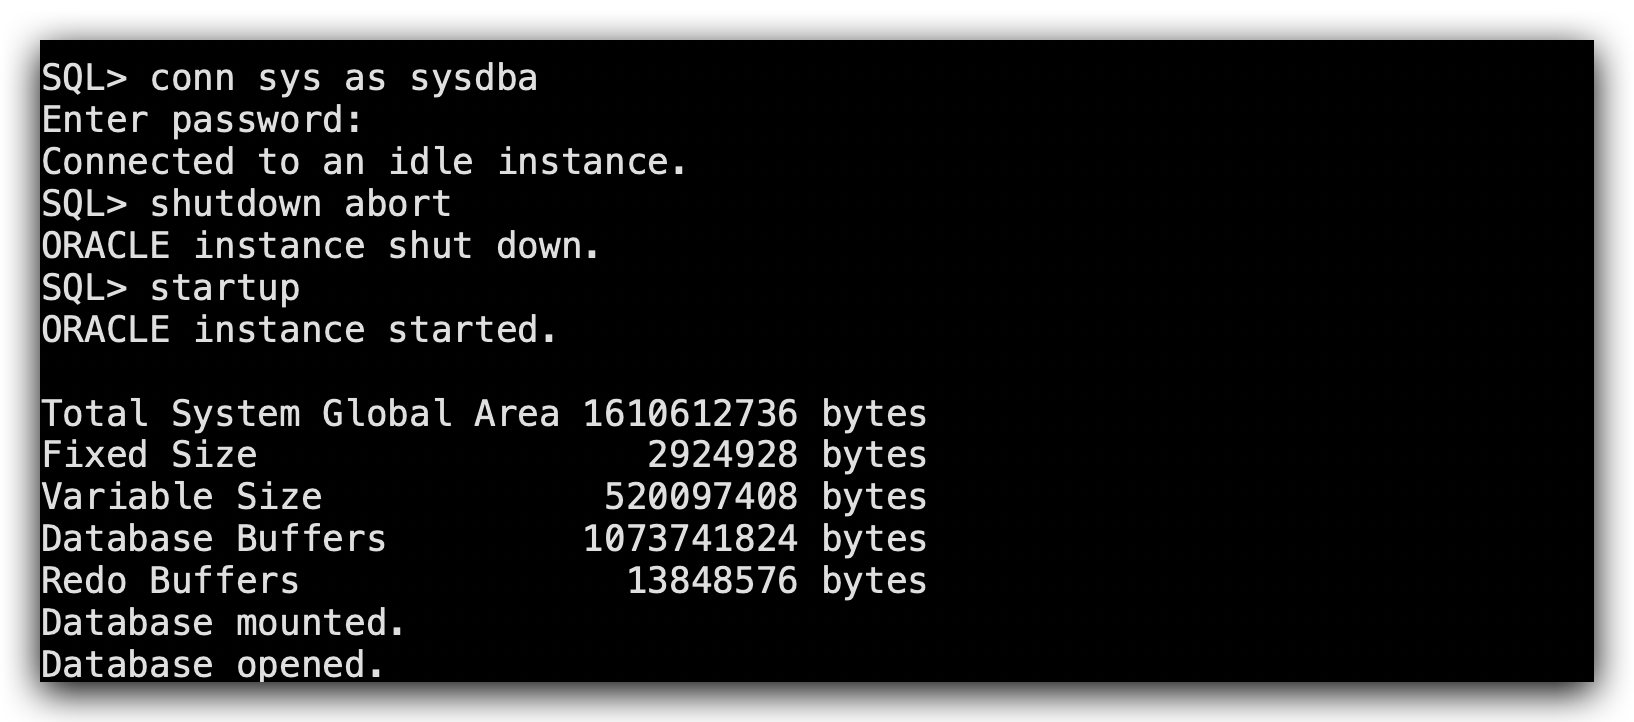 SQL> conn sys as sysdba
Enter password:
Connected to an idle instance.
SQL> shutdown abort
ORACLE instance shut down.
SQL> startup
ORACLE instance started.

Total System Global Area 1610612736 bytes
Fixed Size                  2924928 bytes
Variable Size             520097408 bytes
Database Buffers         1073741824 bytes
Redo Buffers               13848576 bytes
Database mounted.
Database opened.